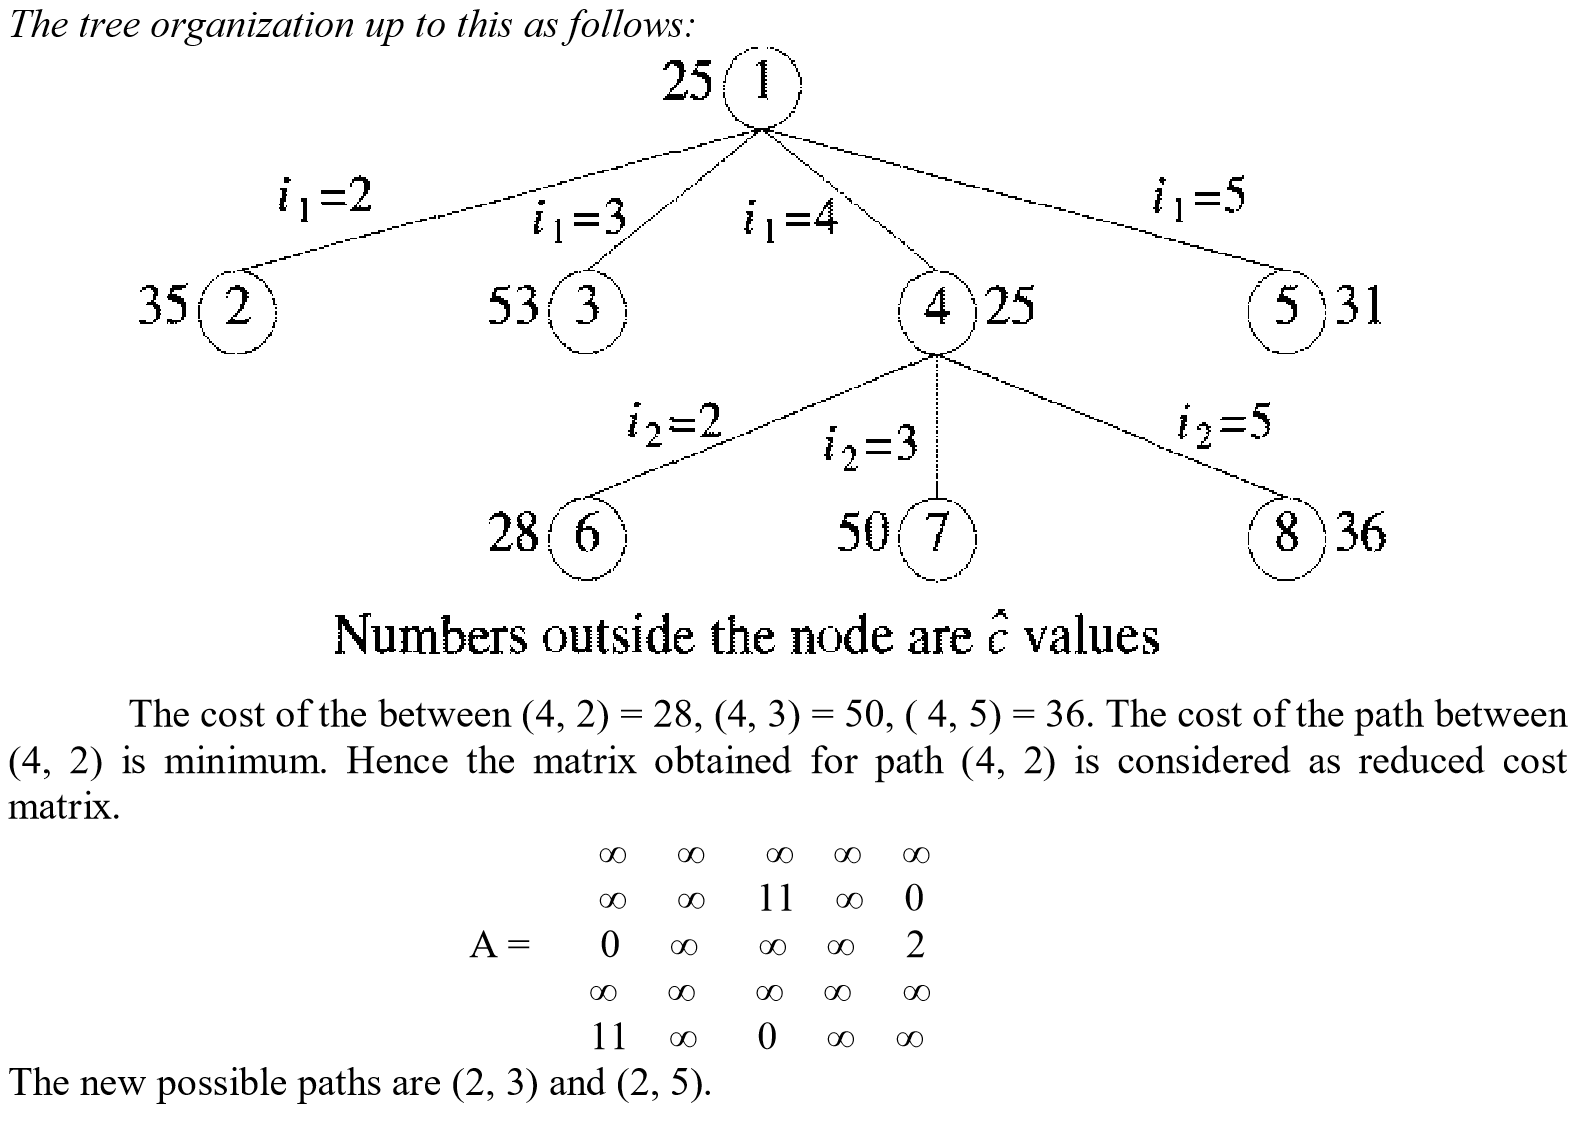 The tree organization up to this as follows:
25 1
i1=2 i1=3 i1=4 i1=5
35 2 53 3 4 25 5 31
i2=2 i2=3 i2=5
28 6 50 7 8 36
Numbers outside the node are ĉ values
The cost of the between (4, 2) = 28, (4, 3) = 50, ( 4, 5) = 36. The cost of the path between
(4, 2) is minimum. Hence the matrix obtained for path (4, 2) is considered as reduced cost
matrix.
∞ ∞ ∞ ∞ ∞
∞ ∞ 11 ∞ 0
A = 0 ∞ ∞ ∞ 2
∞ ∞ ∞ ∞ ∞
11 ∞ 0 ∞ ∞
The new possible paths are (2, 3) and (2, 5).